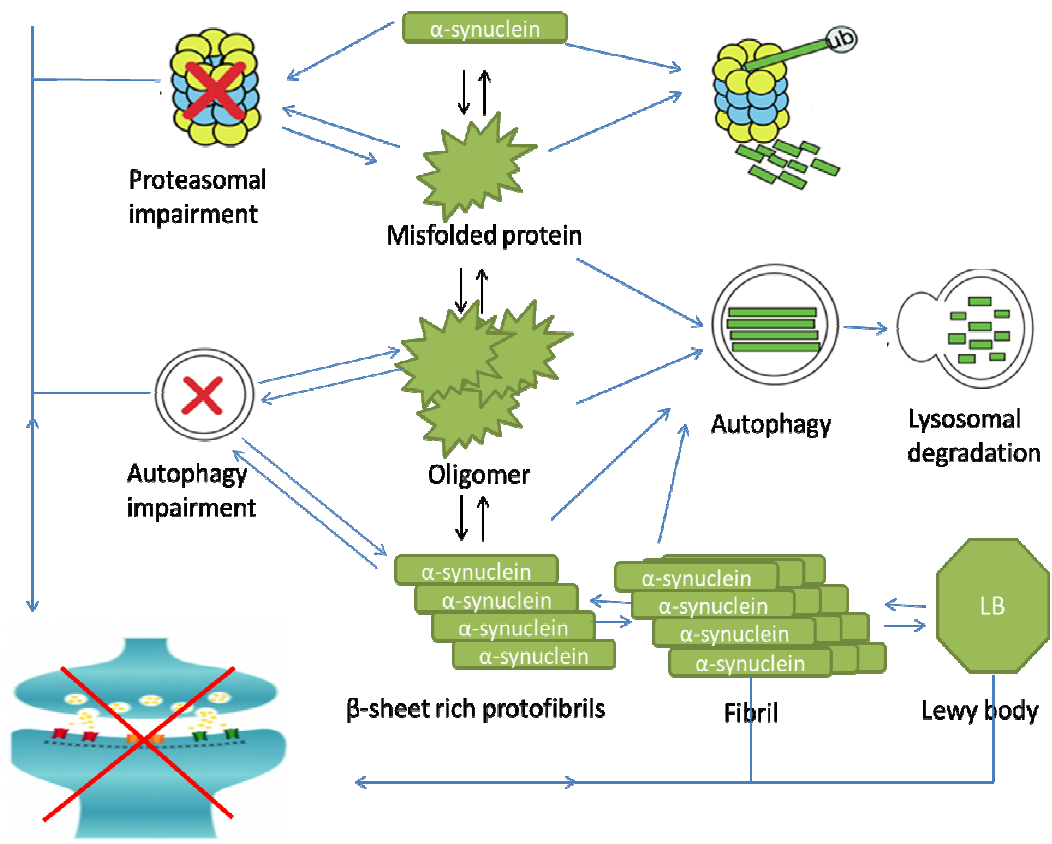 α-synuclein
ub
Proteasomal
impairment
Misfolded protein
Autophagy
Lysosomal
degradation
Autophagy
impairment
Oligomer
α-synuclein
α-synuclein
α-synuclein
α-synuclein
α-synuclein
α-synuclein
α-synuclein
α-synuclein
LB
β-sheet rich protofibrils
Fibril
Lewy body